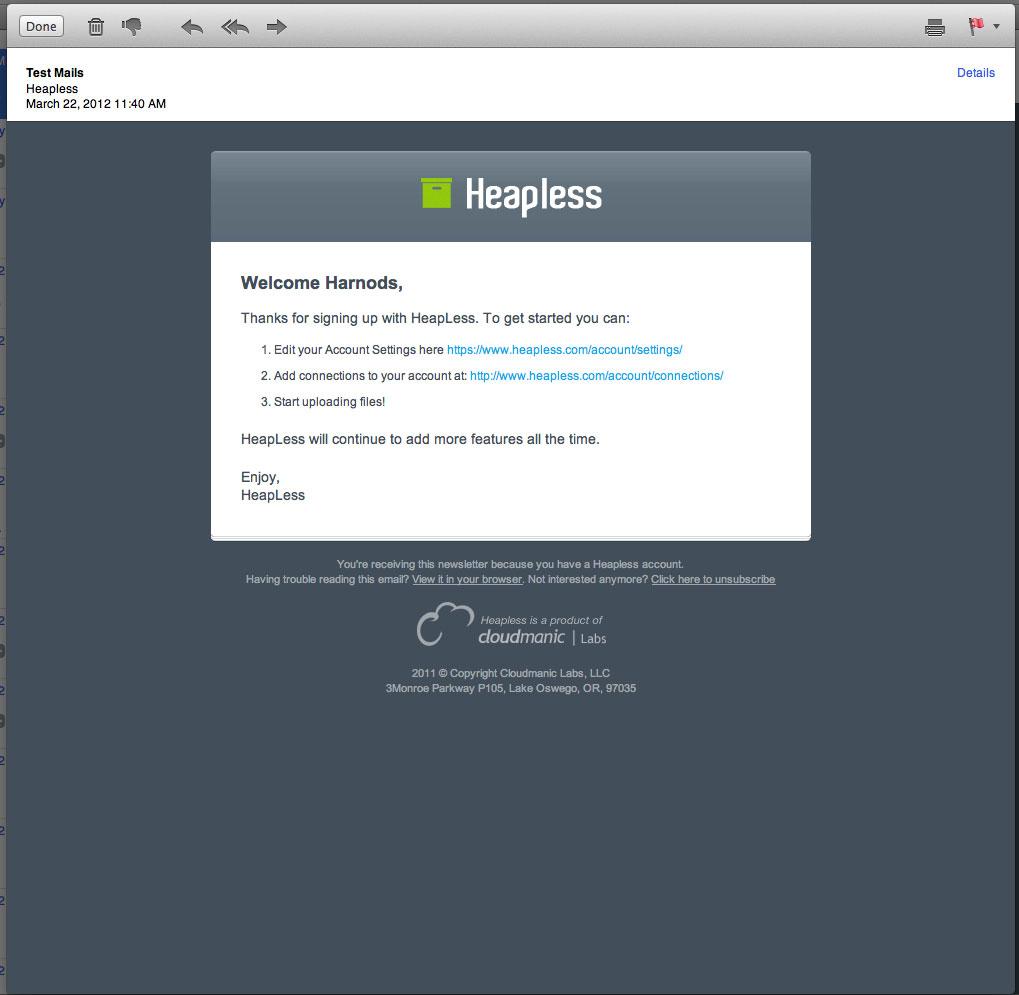 Done
Test Mails
Details
Heapless
March 22, 2012 11:40 AM
Heapless
Welcome Harnods,
Thanks for signing up with HeapLess. To get started you can:
1. Edit your Account Settings here https://www.heapless.com/account/settings/
2. Add connections to your account at: http://www.heapless.com/account/connections/
3. Start uploading files!
HeapLess will continue to add more features all the time.
Enjoy,
HeapLess
You're receiving this newsletter because you have a Heapless account.
Having trouble reading this email? View it in your browser. Not interested anymore? Click here to unsubscribe
Heapless is a product of
cloudmanic | Labs
2011 © Copyright Cloudmanic Labs, LLC
3Monroe Parkway P105, Lake Oswego, OR, 97035